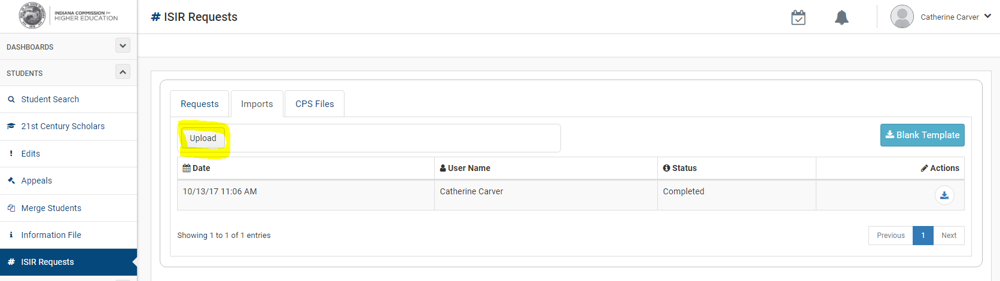 INDIANA COMMISSION for
HIGHER EDUCATION
# ISIR Requests
Catherine Carver
DASHBOARDS
STUDENTS
Student Search
21st Century Scholars
Edits
Appeals
Merge Students
Information File
# ISIR Requests
Requests Imports CPS Files
Upload
Blank Template
Date User Name Status Actions
10/13/17 11:06 AM Catherine Carver Completed
Showing 1 to 1 of 1 entries
Previous 1 Next